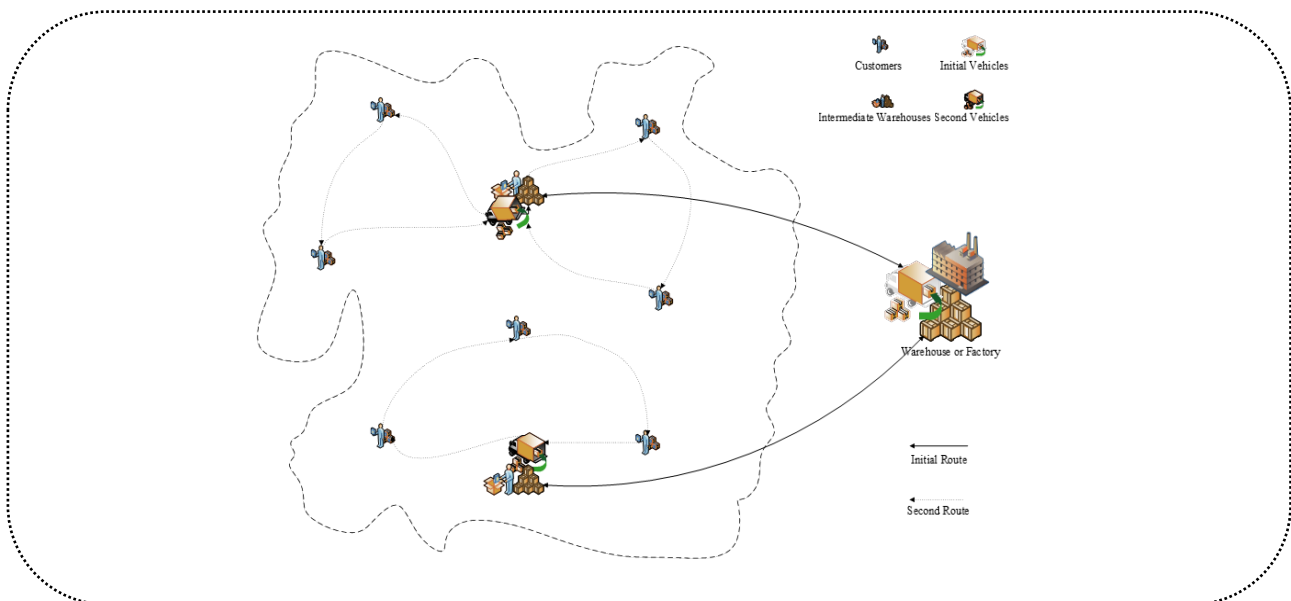 Customers
Initial Vehicles
Intermediate Warehouses
Second Vehicles
Warehouse or Factory
Initial Route
Second Route